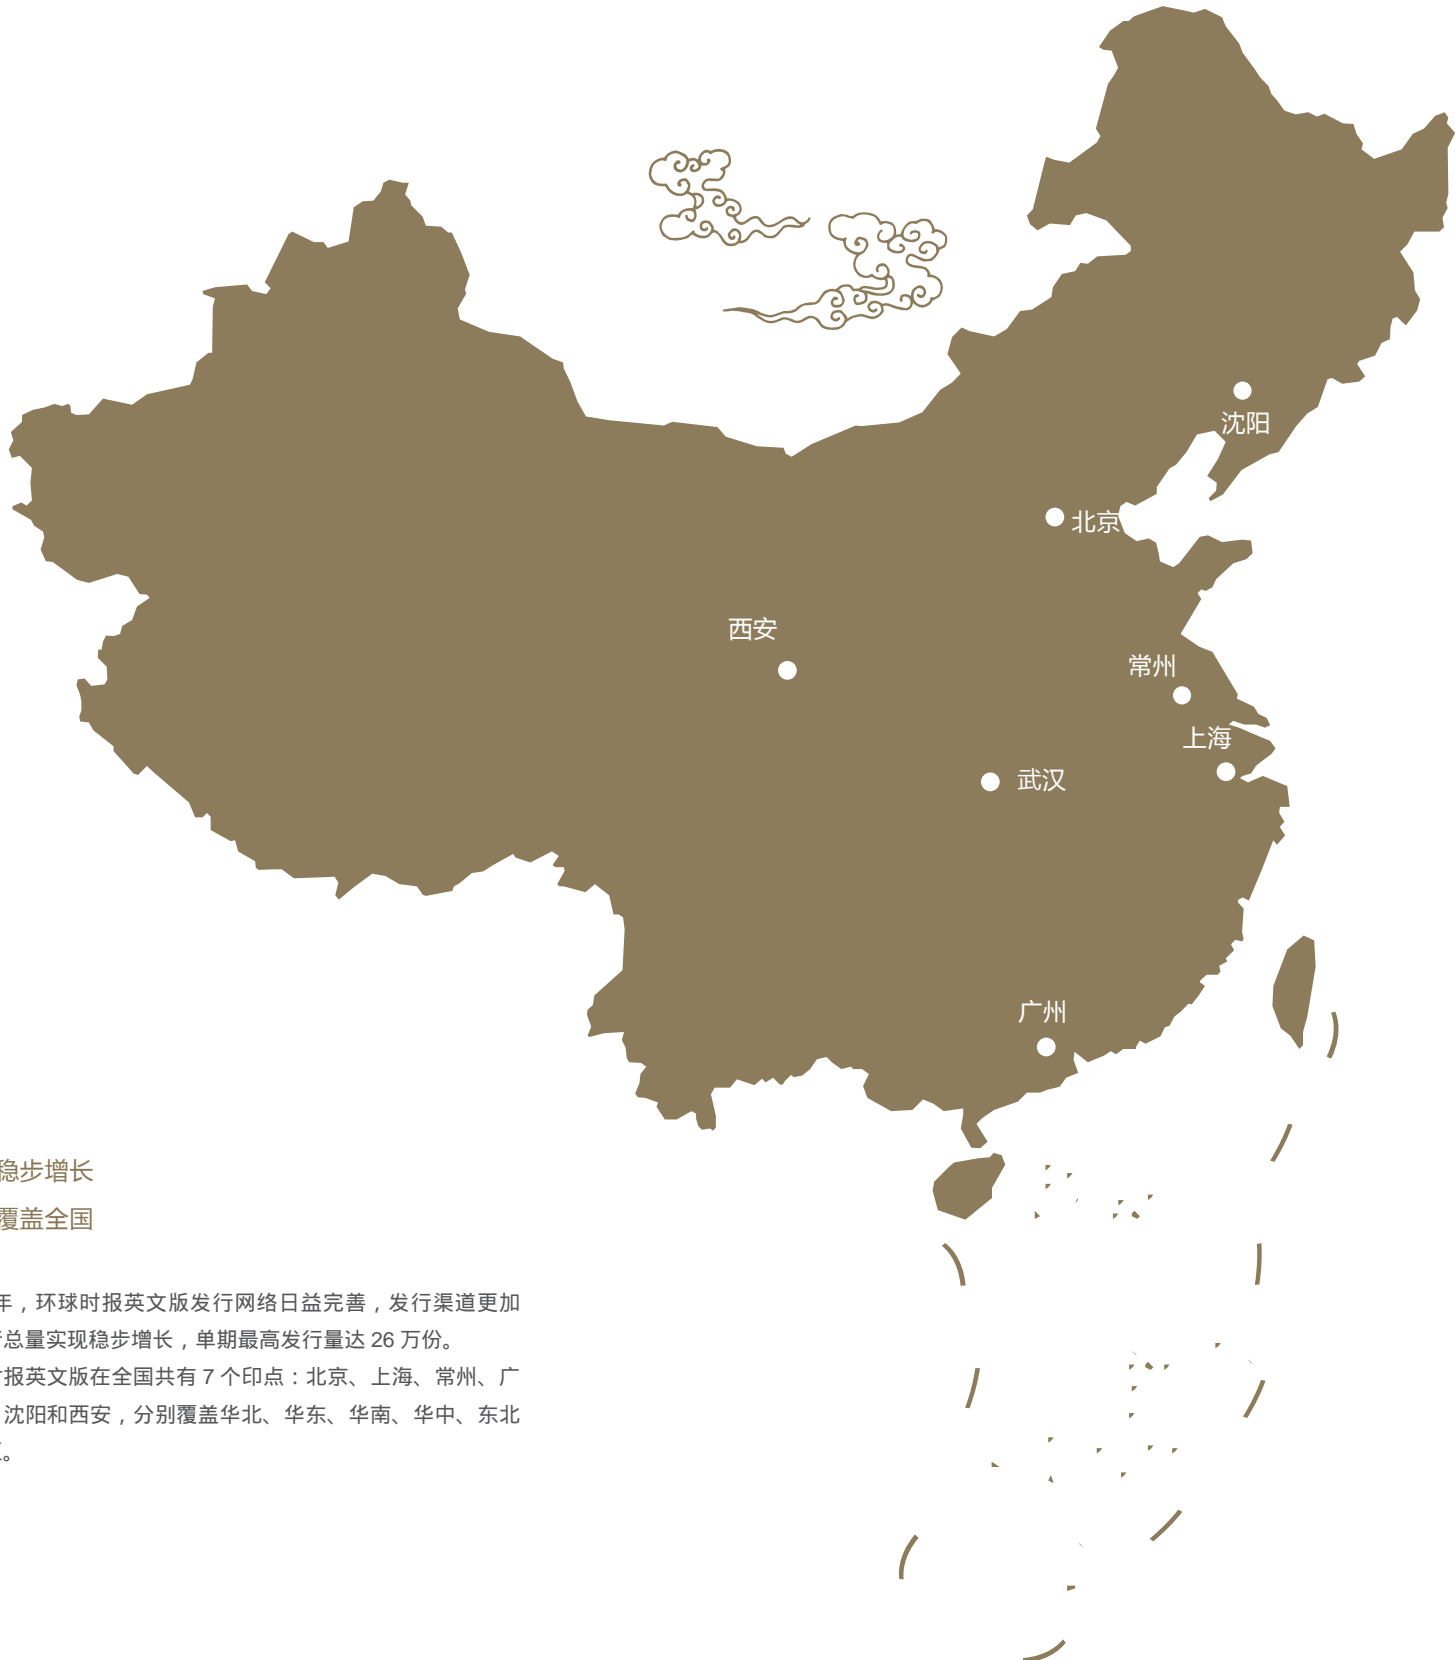 沈阳
北京
西安
常州
上海
武汉
广州
稳步增长
覆盖全国
年，环球时报英文版发行网络日益完善，发行渠道更加
总量实现稳步增长，单期最高发行量达 26 万份。
报英文版在全国共有 7 个印点：北京、上海、常州、广
沈阳和西安，分别覆盖华北、华东、华南、华中、东北
。